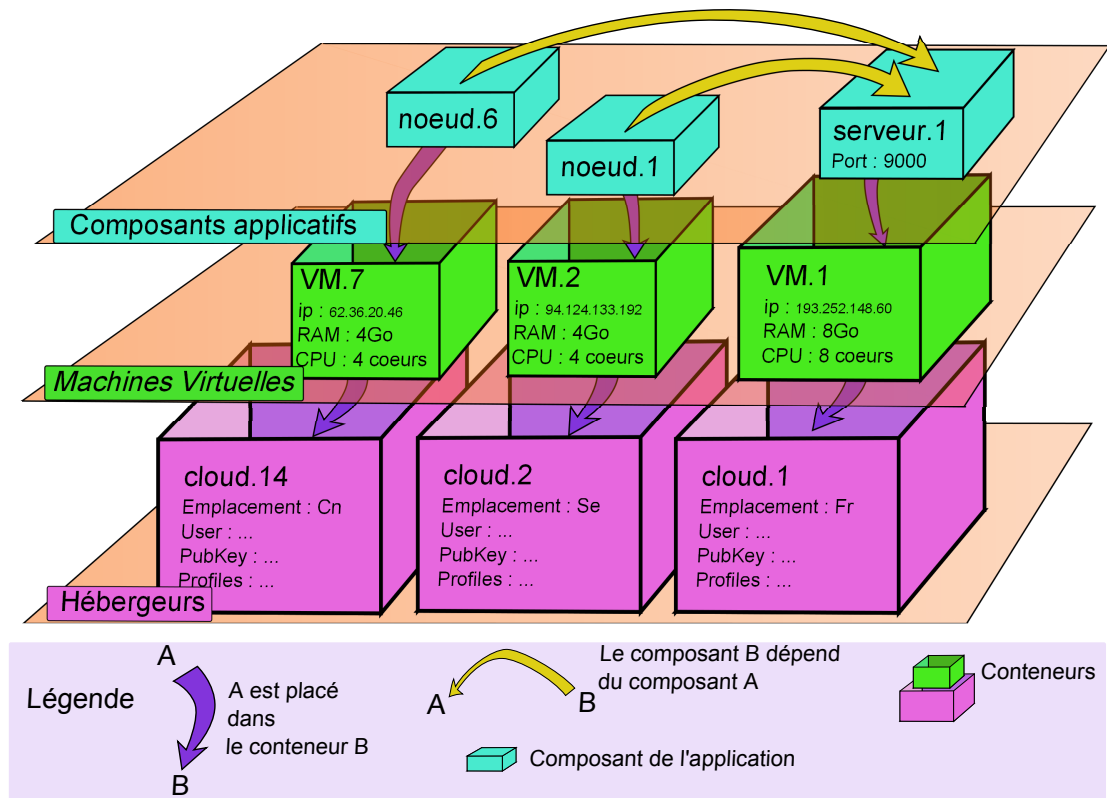 noeud.6
noeud.1
serveur.1
Port : 9000
Composants applicatifs
VM.7
ip : 62.36.20.46
RAM : 4Go
CPU : 4 coeurs
VM.2
ip : 94.124.133.192
RAM : 4Go
CPU : 4 coeurs
VM.1
ip : 193.252.148.60
RAM : 8Go
CPU : 8 coeurs
Machines Virtuelles
cloud.14
Emplacement : Cn
User : ...
PubKey : ...
Profiles : ...
cloud.2
Emplacement : Se
User : ...
PubKey : ...
Profiles : ...
cloud.1
Emplacement : Fr
User : ...
PubKey : ...
Profiles : ...
Hébergeurs
Légende
A
B
A est placé
dans
le conteneur B
A
B
Le composant B dépend
du composant A
Composant de l'application
Conteneurs